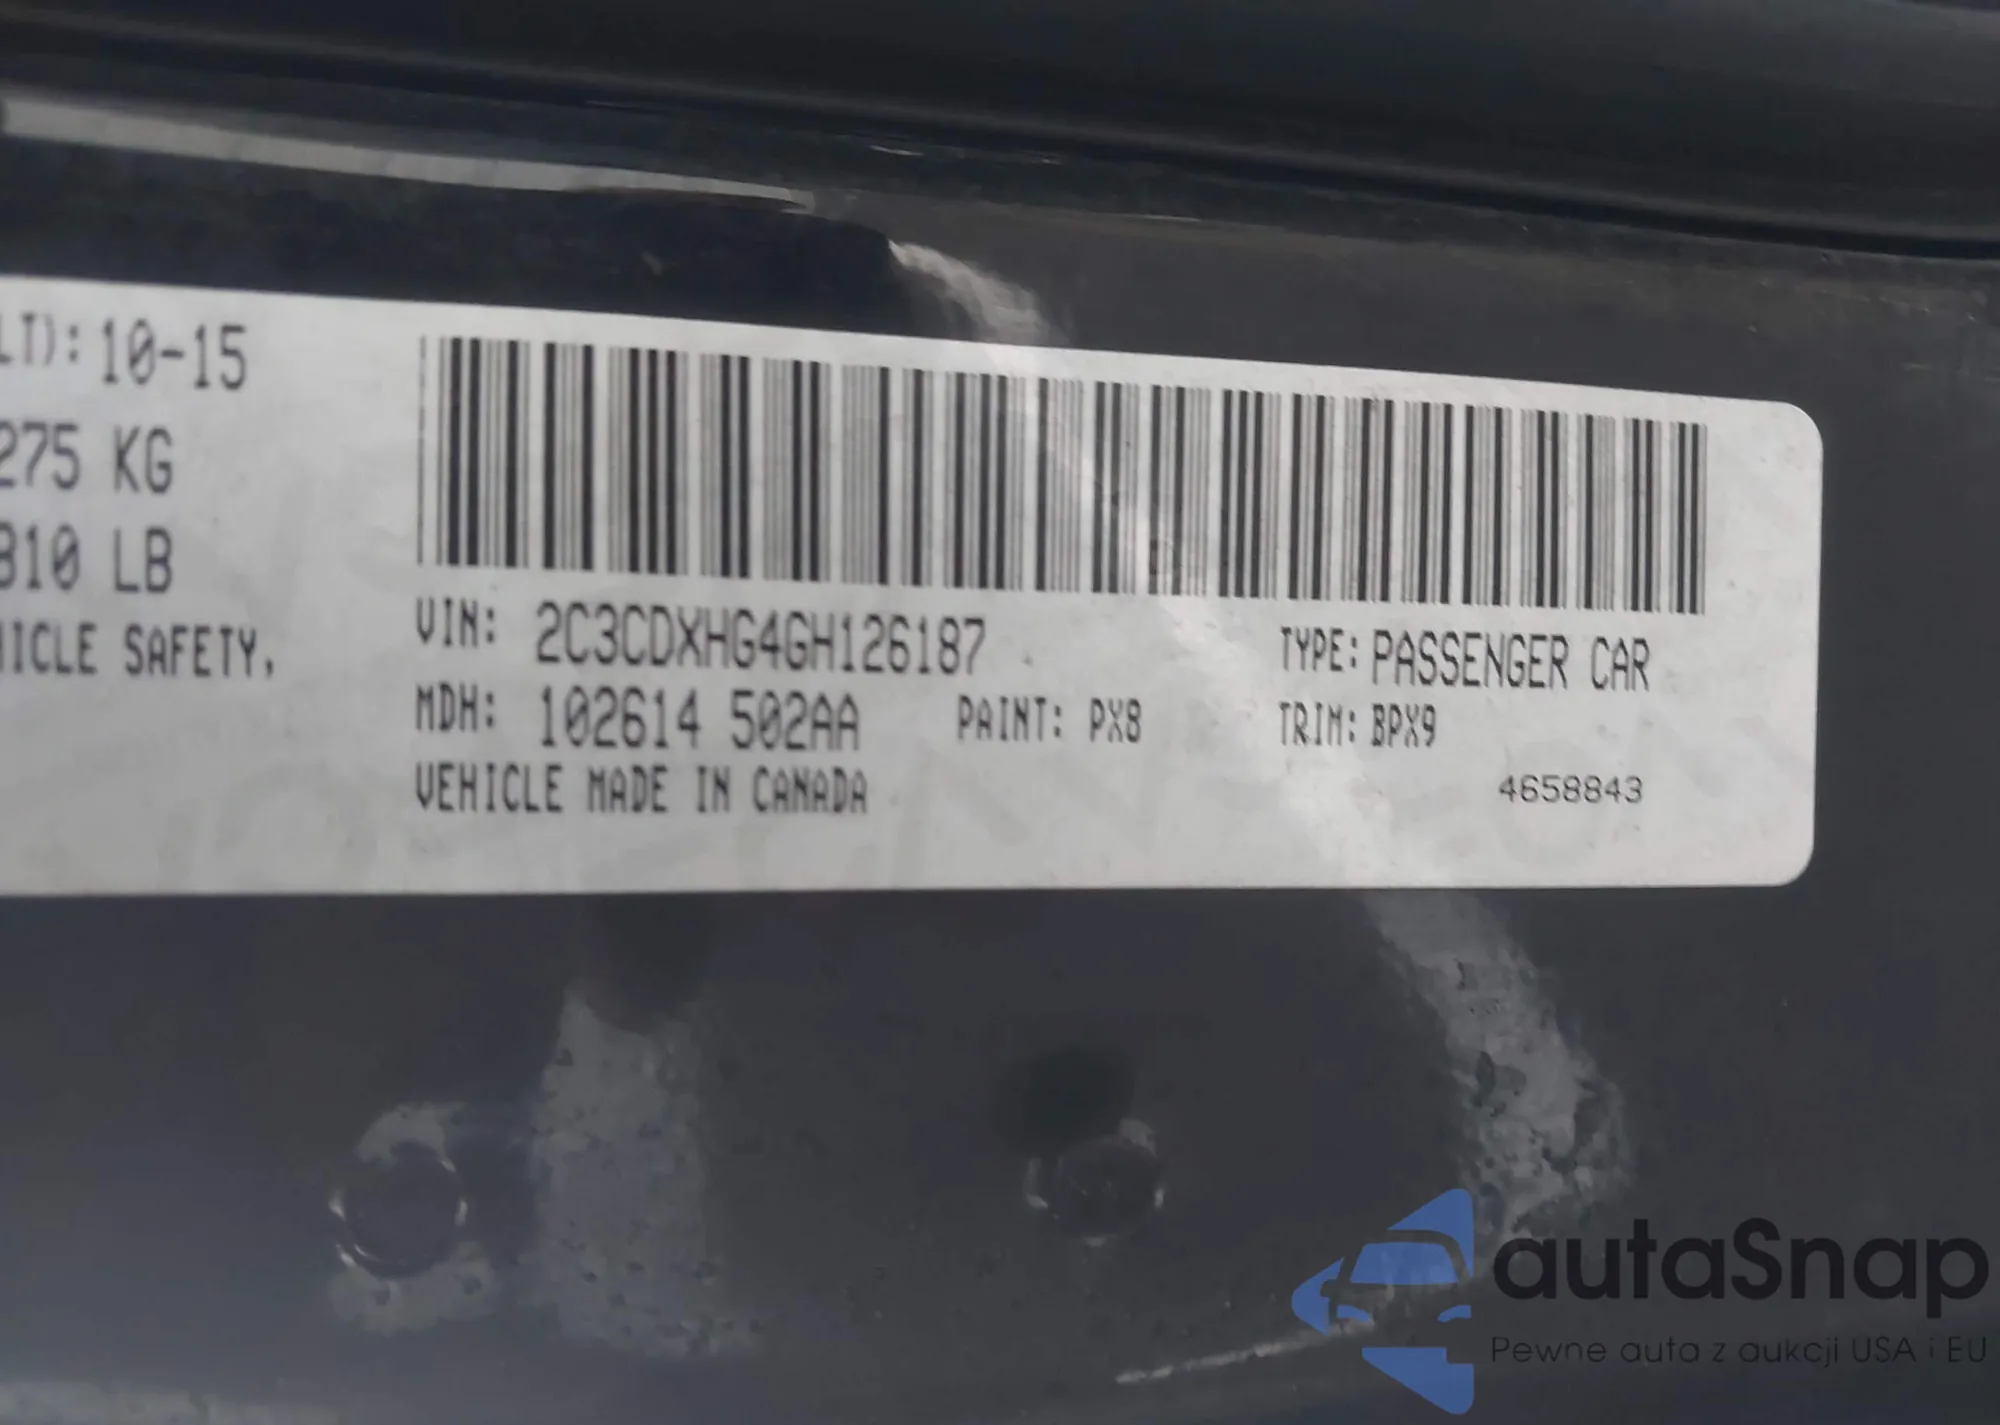 LT): 10-15
275 KG
310 LB
HICLE SAFETY,
VIN: 2C3CDXHG4GH126187
TYPE: PASSENGER CAR
MDH: 102614 502AA
PAINT: PX8
TRIM: BPX9
VEHICLE MADE IN CANADA
4658843
autaSnap
Pewne auta z aukcji USA i EU